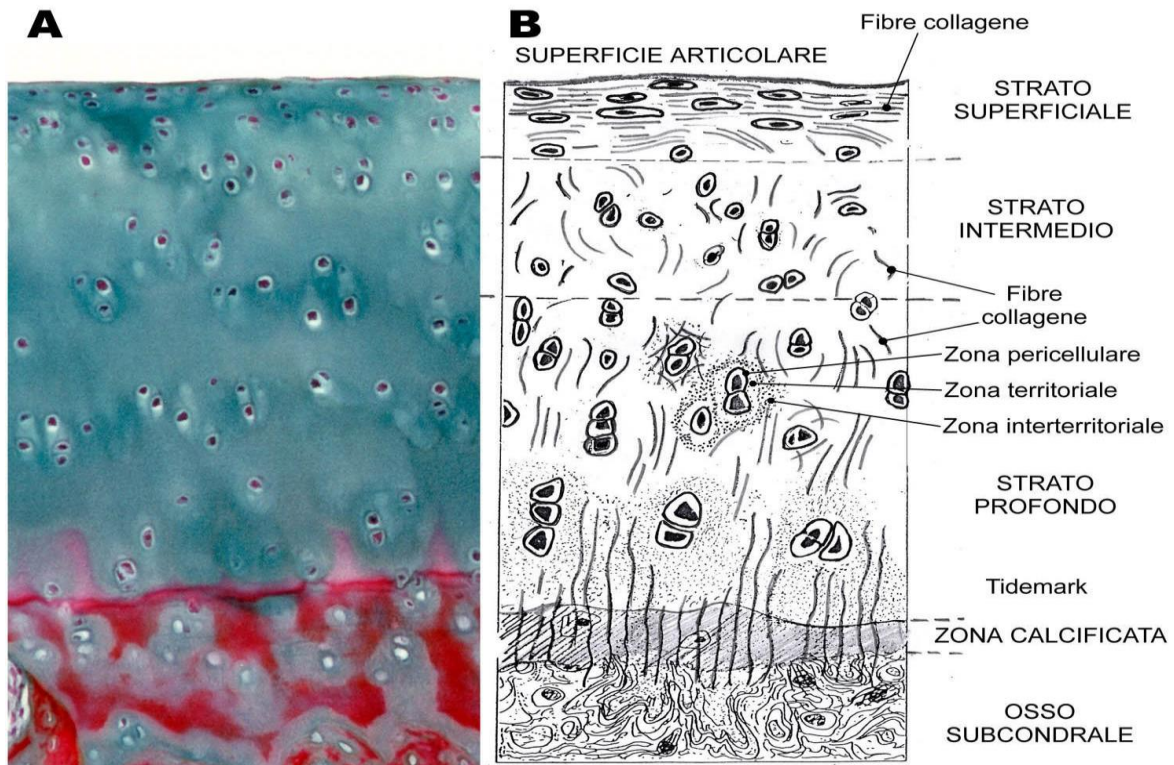 A
B
Fibre collagene
SUPERFICIE ARTICOLARE
STRATO
SUPERFICIALE
STRATO
INTERMEDIO
Fibre
collagene
Zona pericellulare
Zona territoriale
Zona interterritoriale
STRATO
PROFONDO
Tidemark
ZONA CALCIFICATA
OSSO
SUBCONDRALE